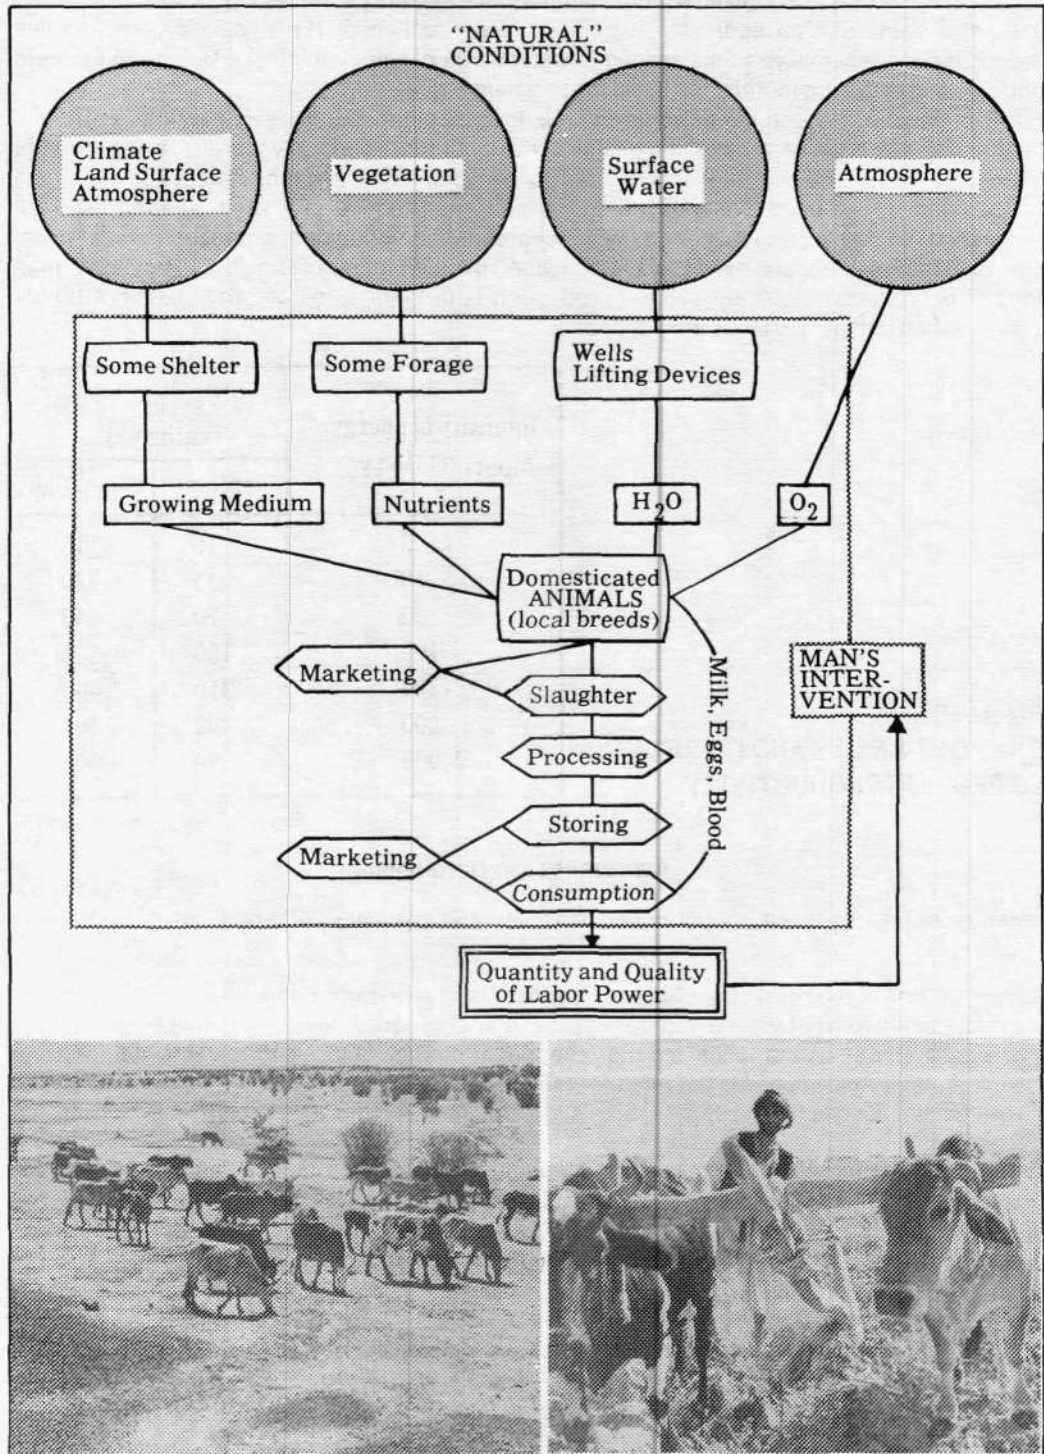 "NATURAL"
CONDITIONS
Climate
Land Surface
Atmosphere
Vegetation
Surface
Water
Atmosphere
Some Shelter
Some Forage
Wells
Lifting Devices
Growing Medium
Nutrients
H2O
O2
Domesticated
ANIMALS
(local breeds)
Marketing
Slaughter
Milk, Eggs, Blood
MAN'S
INTER-
VENTION
Processing
Storing
Marketing
Consumption
Quantity and Quality
of Labor Power